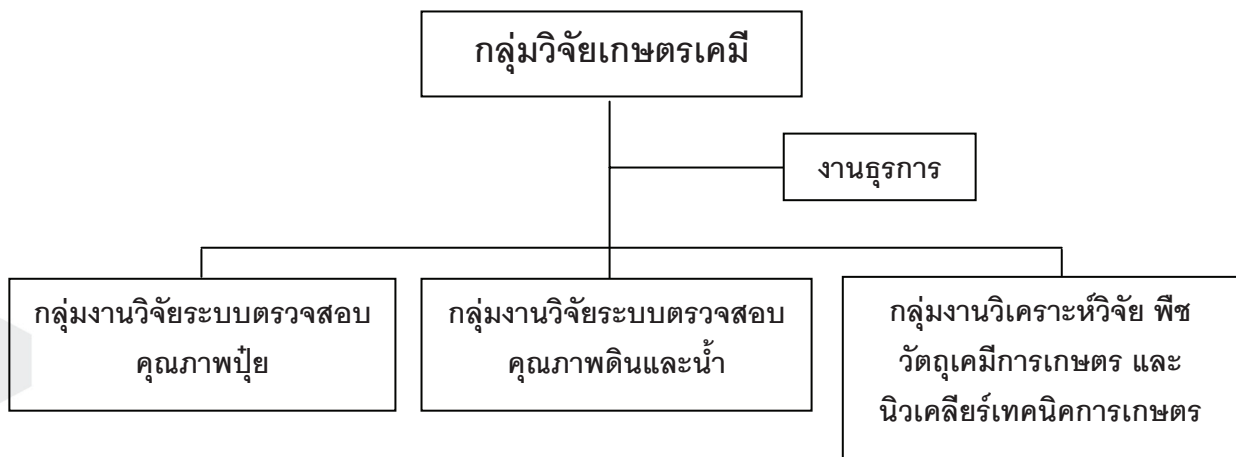 กลุ่มวิจัยเกษตรเคมี
งานธุรการ
กลุ่มงานวิจัยระบบตรวจสอบ
คุณภาพปุ๋ย
กลุ่มงานวิจัยระบบตรวจสอบ
คุณภาพดินและน้ำ
กลุ่มงานวิเคราะห์วิจัย พืช
วัตถุเคมีการเกษตร และ
นิวเคลียร์เทคนิคการเกษตร